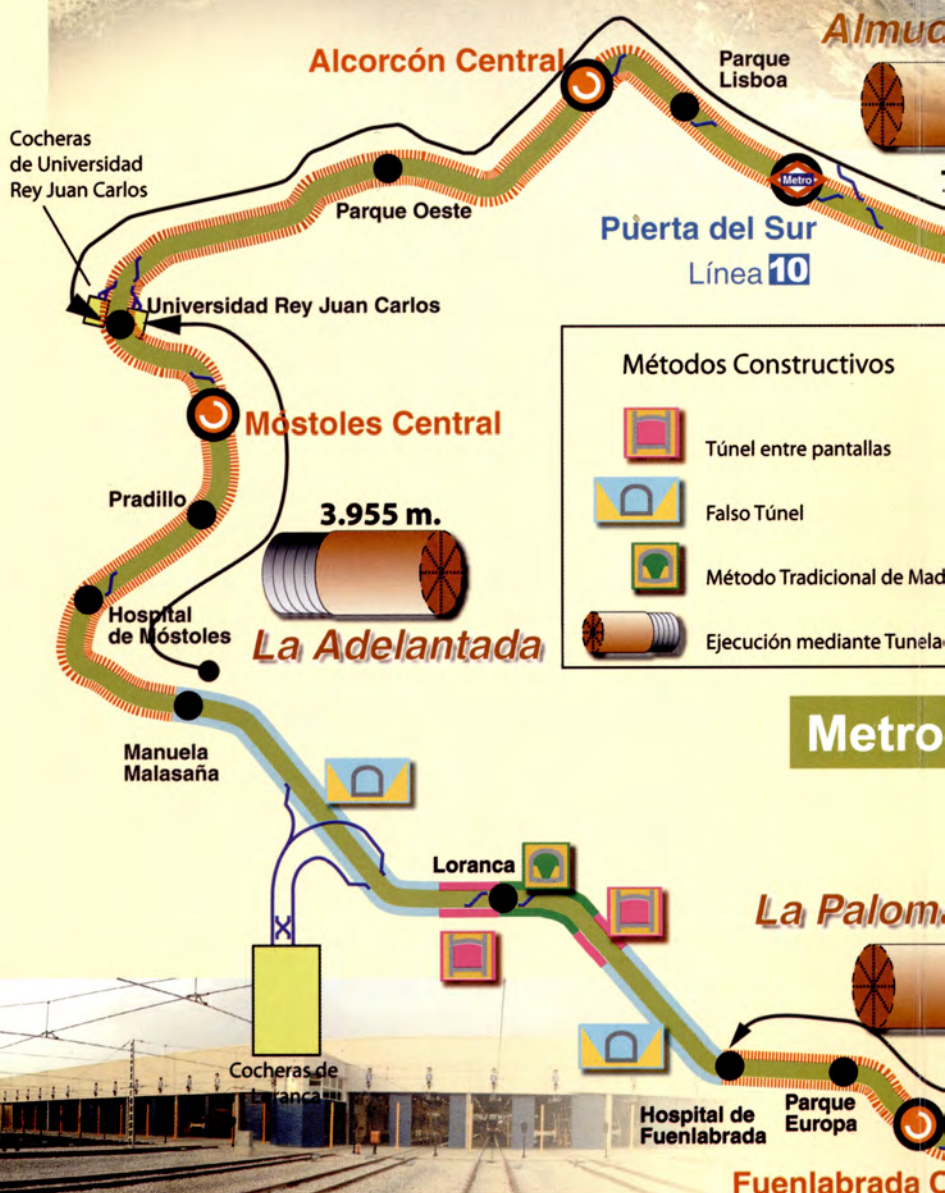 Almud
Alcorcón Central
Parque
Lisboa
Cocheras
de Universidad
Rey Juan Carlos
Parque Oeste
Metro
Puerta del Sur
Línea 10
Universidad Rey Juan Carlos
Métodos Constructivos
Túnel entre pantallas
Falso Túnel
Método Tradicional de Mad
Ejecución mediante Tunelad
Móstoles Central
Pradillo
3.955 m.
La Adelantada
Hospital
de Móstoles
Manuela
Malasaña
Metro
Loranca
La Paloma
Cocheras de
Loranca
Hospital de
Fuenlabrada
Parque
Europa
Fuenlabrada C